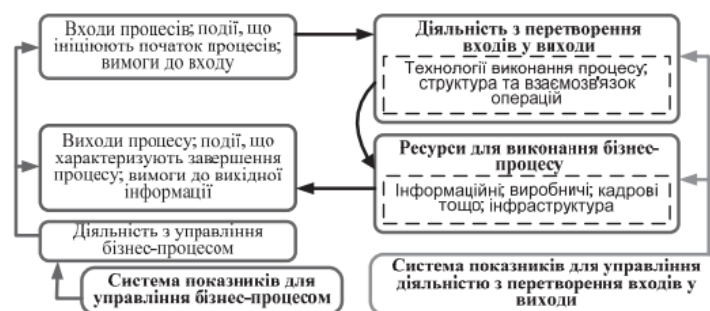 Входи процесів; події, що
ініціюють початок процесів;
вимоги до входу
Діяльність з перетворення
входів у виходи
Технології виконання процесу;
структура та взаємозв'язок
операцій
Виходи процесу; події, що
характеризують завершення
процесу; вимоги до вихідної
інформації
Ресурси для виконання бізнес-
процесу
Інформаційні; виробничі; кадрові
тощо; інфраструктура
Діяльність з управління
бізнес-процесом
Система показників для
управління бізнес-процесом
Система показників для управління
діяльністю з перетворення входів у
виходи